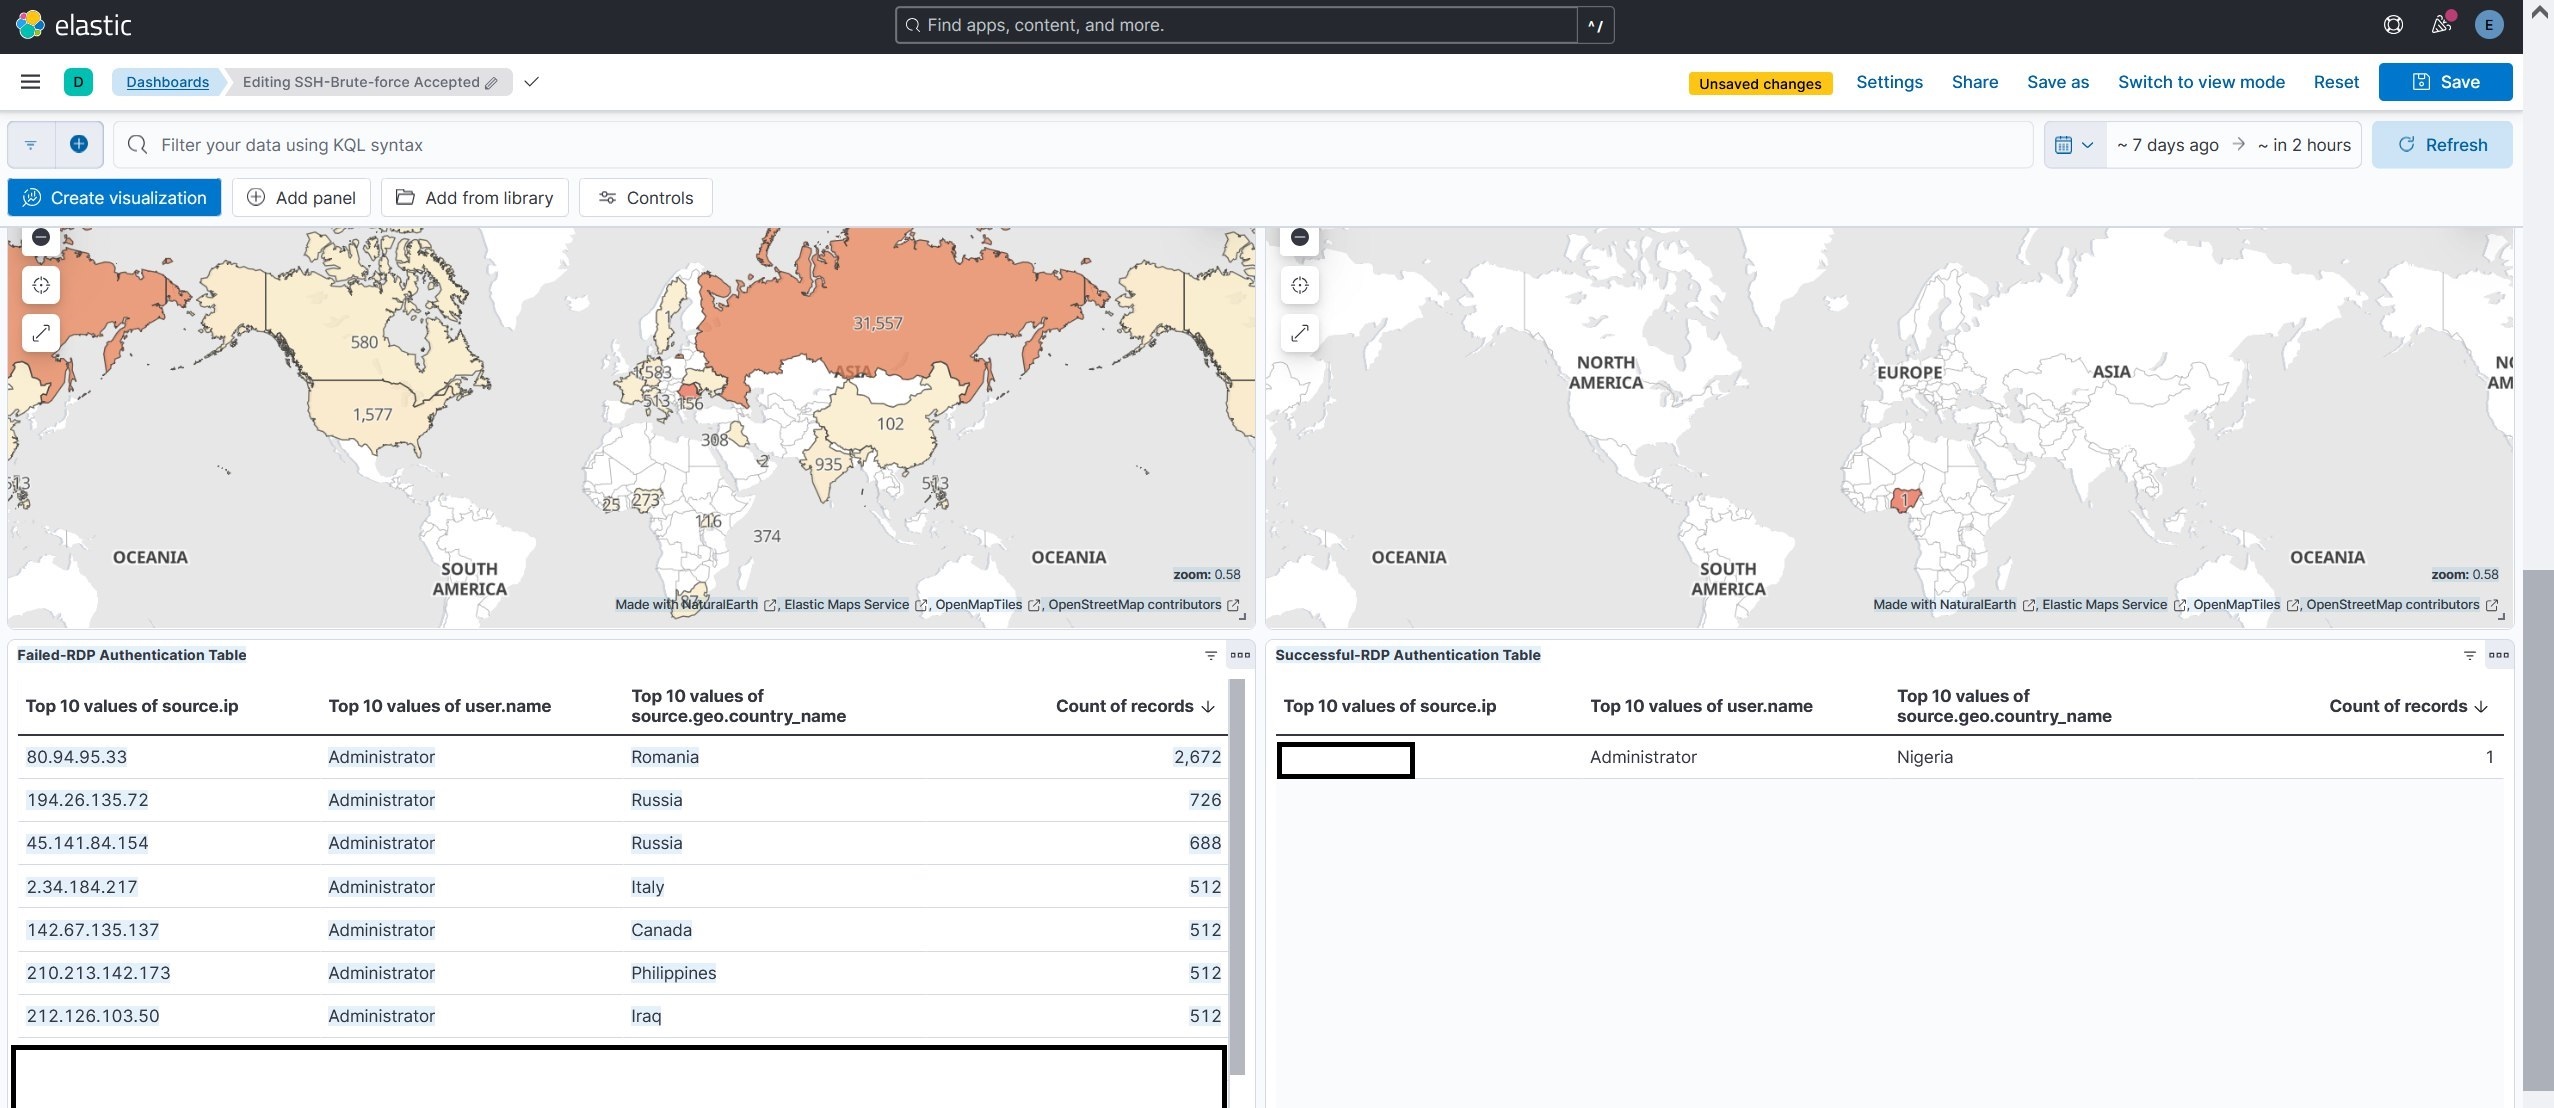 elastic
Find apps, content, and more.
^/
E
D
Dashboards
Editing SSH-Brute-force Accepted
Unsaved changes
Settings
Share
Save as
Switch to view mode
Reset
Save
Filter your data using KQL syntax
~ 7 days ago
~ in 2 hours
Refresh
Create visualization
Add panel
Add from library
Controls
31,557
580
ASIA
583
1,577
513
156
102
308
2
935
513
513
25
273
116
374
OCEANIA
OCEANIA
SOUTH
AMERICA
zoom: 0.58
Made with NaturalEarth , Elastic Maps Service , OpenMapTiles , OpenStreetMap contributors
NORTH
AMERICA
EUROPE
ASIA
NO
AM
1
OCEANIA
OCEANIA
SOUTH
AMERICA
zoom: 0.58
Made with NaturalEarth , Elastic Maps Service , OpenMapTiles , OpenStreetMap contributors
Failed-RDP Authentication Table
Top 10 values of source.ip
Top 10 values of user.name
Top 10 values of
source.geo.country_name
Count of records
80.94.95.33 Administrator Romania 2,672
194.26.135.72 Administrator Russia 726
45.141.84.154 Administrator Russia 688
2.34.184.217 Administrator Italy 512
142.67.135.137 Administrator Canada 512
210.213.142.173 Administrator Philippines 512
212.126.103.50 Administrator Iraq 512
Successful-RDP Authentication Table
Top 10 values of source.ip
Top 10 values of user.name
Top 10 values of
source.geo.country_name
Count of records
Administrator Nigeria 1